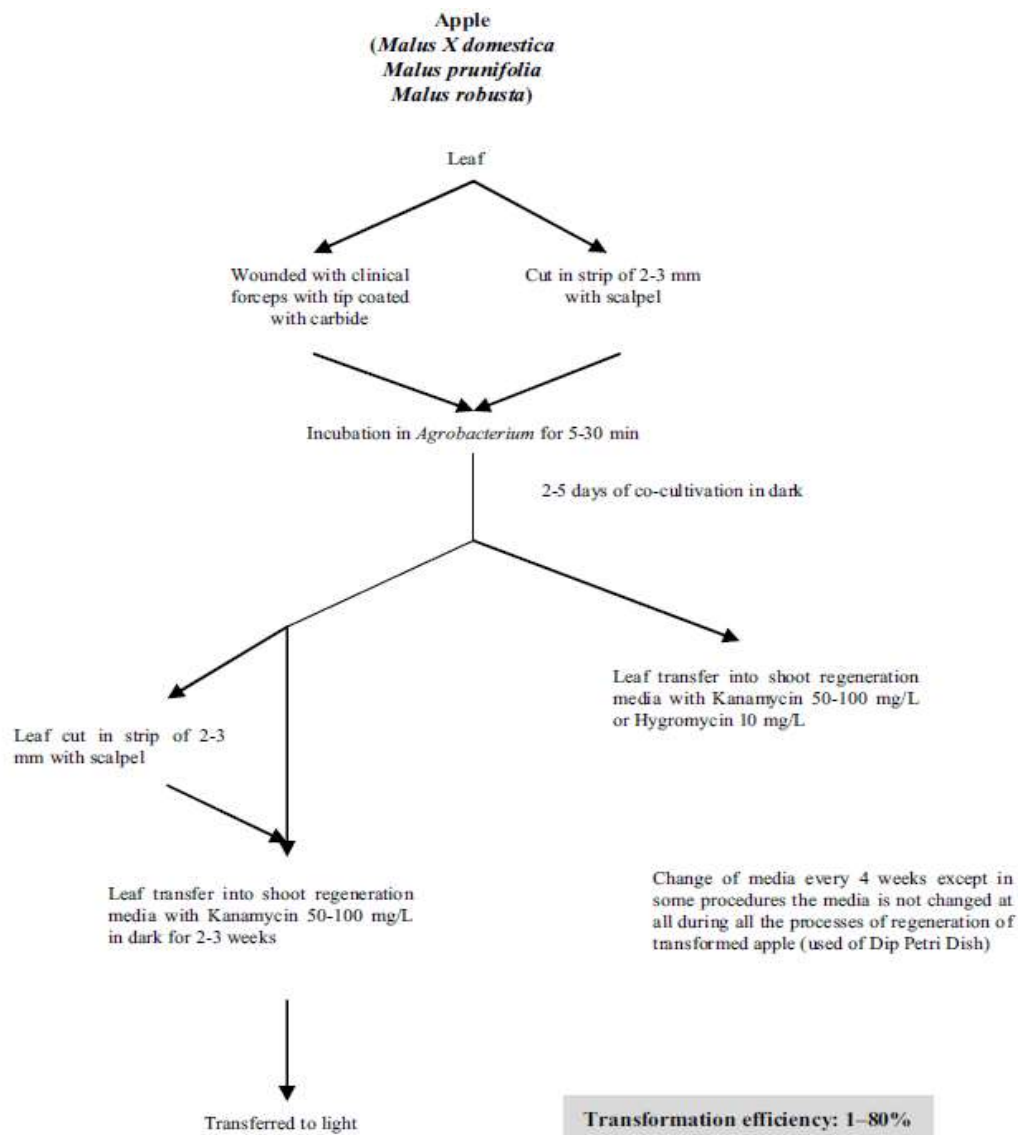 Apple
(Malus X domestica
Malus prunifolia
Malus robusta)
Leaf
Wounded with clinical
forceps with tip coated
with carbide
Cut in strip of 2-3 mm
with scalpel
Incubation in Agrobacterium for 5-30 min
2-5 days of co-cultivation in dark
Leaf transfer into shoot regeneration
media with Kanamycin 50-100 mg/L
or Hygromycin 10 mg/L
Leaf cut in strip of 2-3
mm with scalpel
Leaf transfer into shoot regeneration
media with Kanamycin 50-100 mg/L
in dark for 2-3 weeks
Change of media every 4 weeks except in
some procedures the media is not changed at
all during all the processes of regeneration of
transformed apple (used of Dip Petri Dish)
Transferred to light
Transformation efficiency: 1–80%